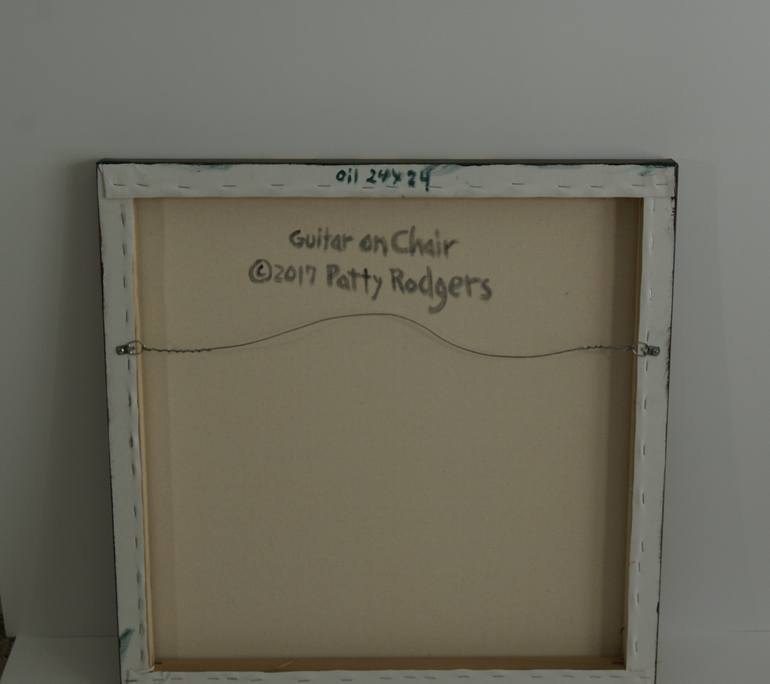 oil 24x24
Guitar on Chair
©2017 Patty Rodgers